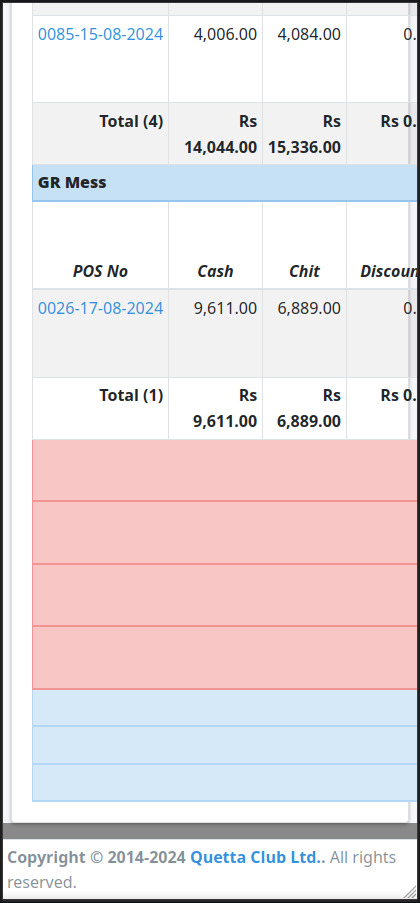 0085-15-08-2024 4,006.00 4,084.00 0.
Total (4) Rs 14,044.00 Rs 15,336.00 Rs 0.
GR Mess
POS No Cash Chit Discoun
0026-17-08-2024 9,611.00 6,889.00 0.
Total (1) Rs 9,611.00 Rs 6,889.00 Rs 0.
Copyright © 2014-2024 Quetta Club Ltd.. All rights
reserved.